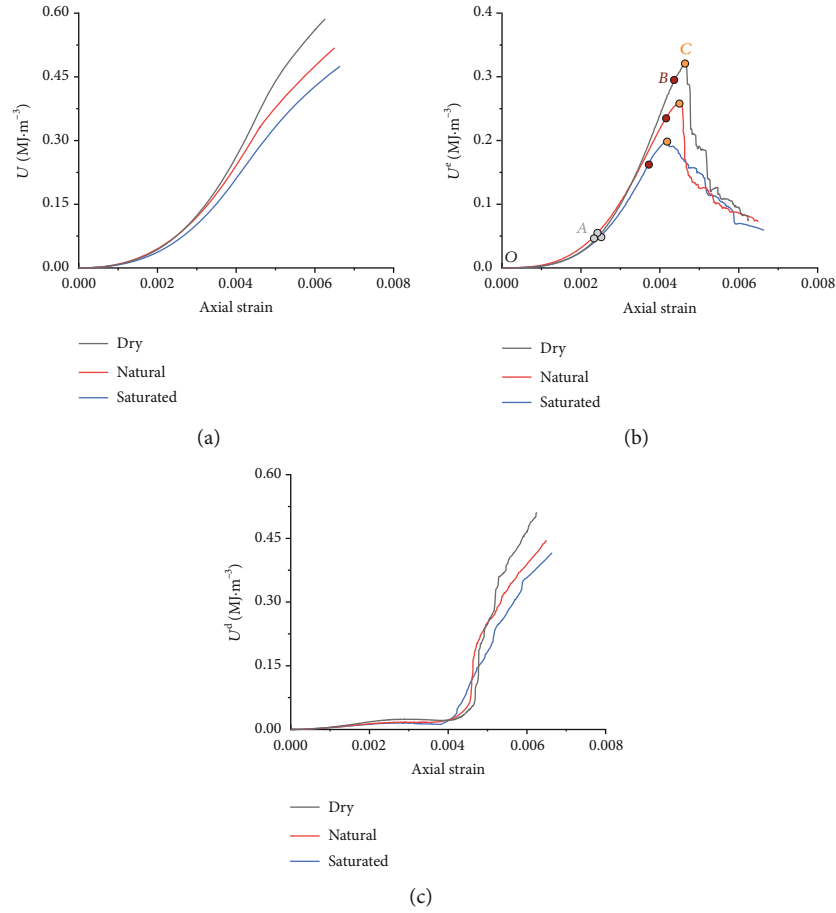 0.60
0.45
0.30
0.15
0.00
U (MJ·m⁻³)
0.000 0.002 0.004 0.006 0.008
Axial strain
Dry
Natural
Saturated
(a)
0.4
0.3
0.2
0.1
0.0
Uᵉ (MJ·m⁻³)
O
A
B
C
0.000 0.002 0.004 0.006 0.008
Axial strain
Dry
Natural
Saturated
(b)
0.60
0.45
0.30
0.15
0.00
Uᵈ (MJ·m⁻³)
0.000 0.002 0.004 0.006 0.008
Axial strain
Dry
Natural
Saturated
(c)